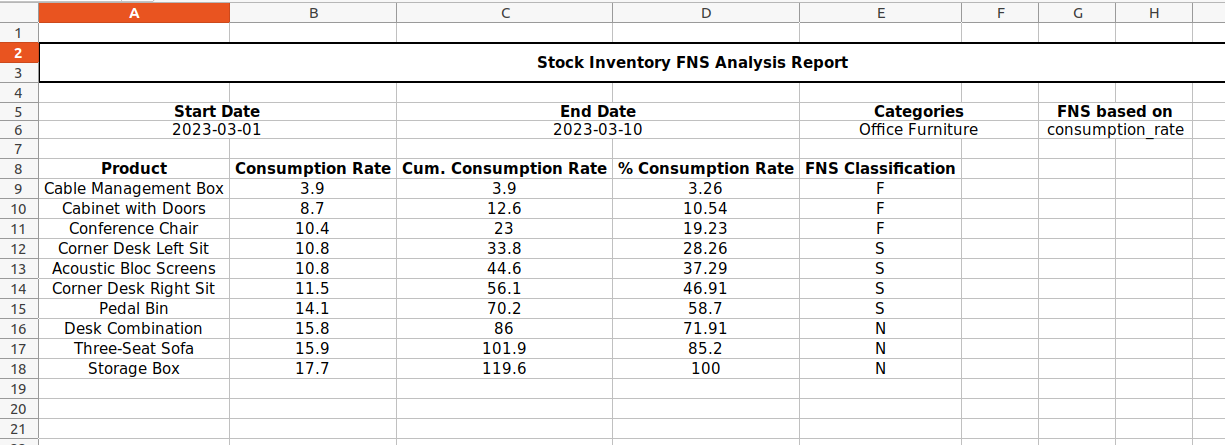 A B C D E F G H
1
2 Stock Inventory FNS Analysis Report
3
4
5 Start Date End Date Categories FNS based on
6 2023-03-01 2023-03-10 Office Furniture consumption_rate
7
8 Product Consumption Rate Cum. Consumption Rate % Consumption Rate FNS Classification
9 Cable Management Box 3.9 3.9 3.26 F
10 Cabinet with Doors 8.7 12.6 10.54 F
11 Conference Chair 10.4 23 19.23 F
12 Corner Desk Left Sit 10.8 33.8 28.26 S
13 Acoustic Bloc Screens 10.8 44.6 37.29 S
14 Corner Desk Right Sit 11.5 56.1 46.91 S
15 Pedal Bin 14.1 70.2 58.7 S
16 Desk Combination 15.8 86 71.91 N
17 Three-Seat Sofa 15.9 101.9 85.2 N
18 Storage Box 17.7 119.6 100 N
19
20
21